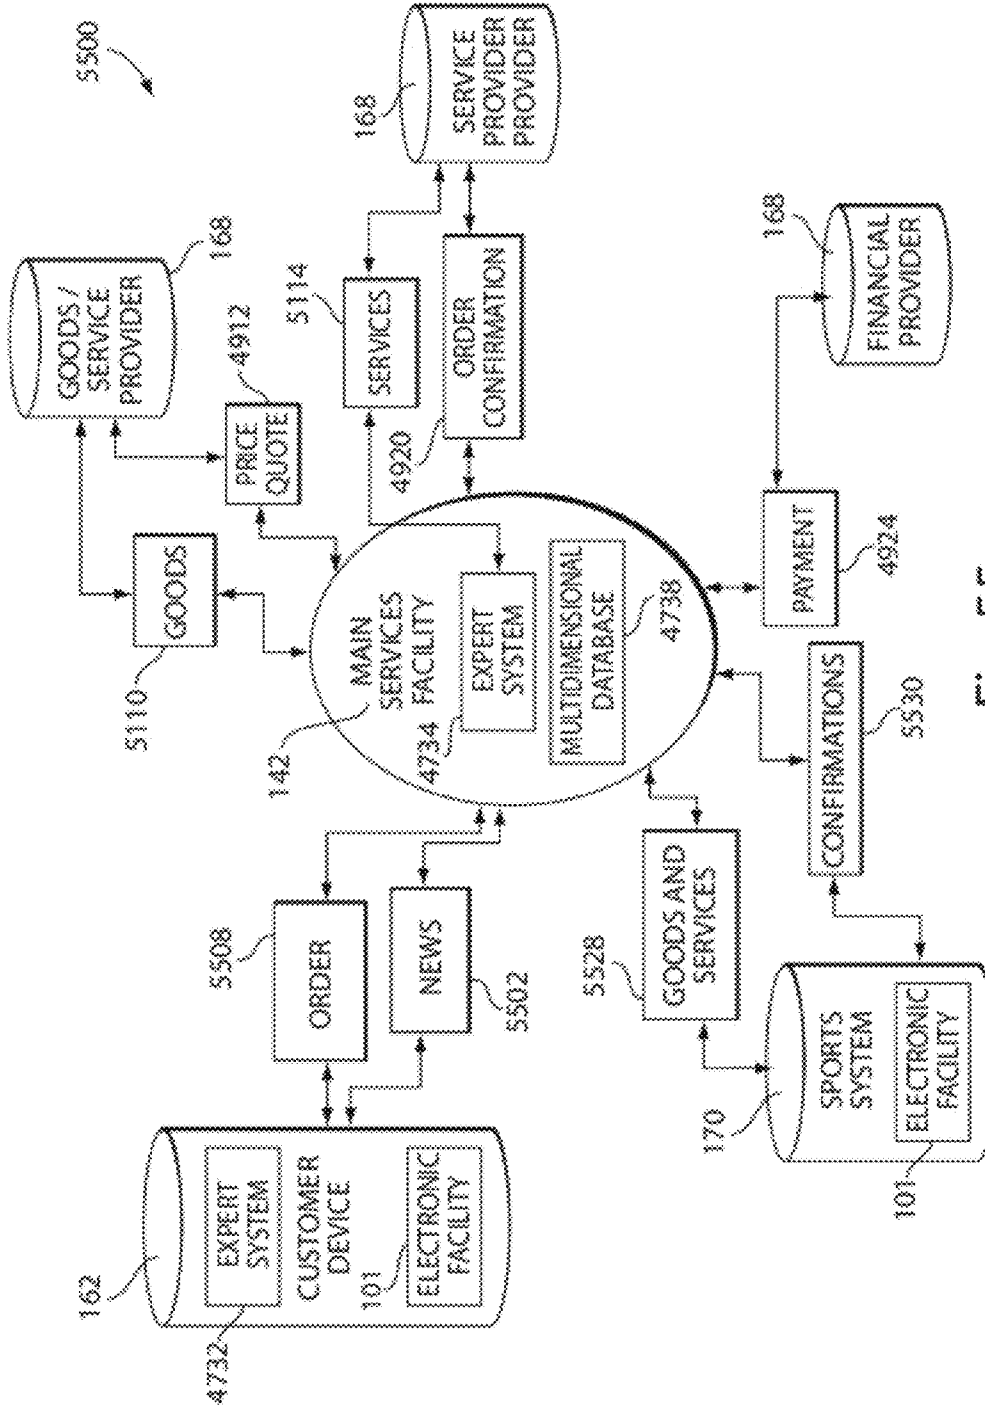 5500
168
GOODS /
SERVICE
PROVIDER
168
SERVICE
PROVIDER
PROVIDER
4912
PRICE
QUOTE
5114
SERVICES
ORDER
CONFIRMATION
4920
5110
GOODS
168
FINANCIAL
PROVIDER
142
MAIN
SERVICES
FACILITY
4734
EXPERT
SYSTEM
MULTIDIMENSIONAL
DATABASE
4738
PAYMENT
4924
5508
ORDER
NEWS
5502
5528
GOODS AND
SERVICES
CONFIRMATIONS
5530
162
EXPERT
SYSTEM
4732
CUSTOMER
DEVICE
101
ELECTRONIC
FACILITY
170
SPORTS
SYSTEM
ELECTRONIC
FACILITY
101